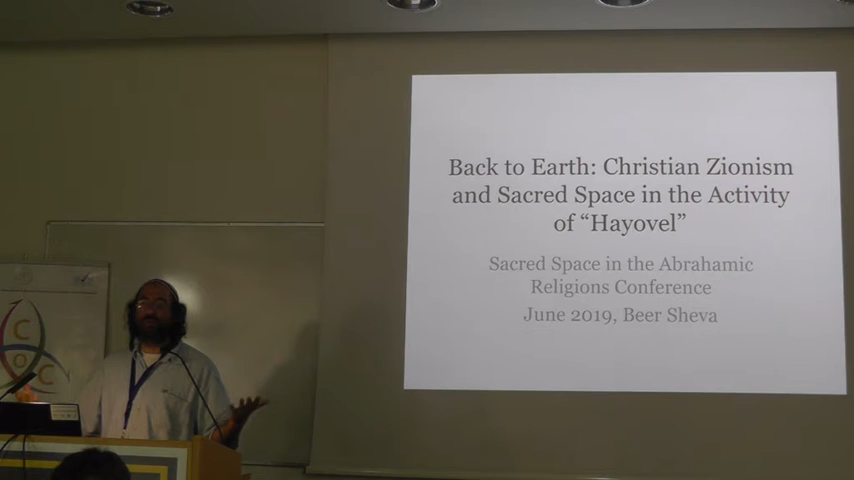 Back to Earth: Christian Zionism
and Sacred Space in the Activity
of “Hayovel”
Sacred Space in the Abrahamic
Religions Conference
June 2019, Beer Sheva
C
O
C